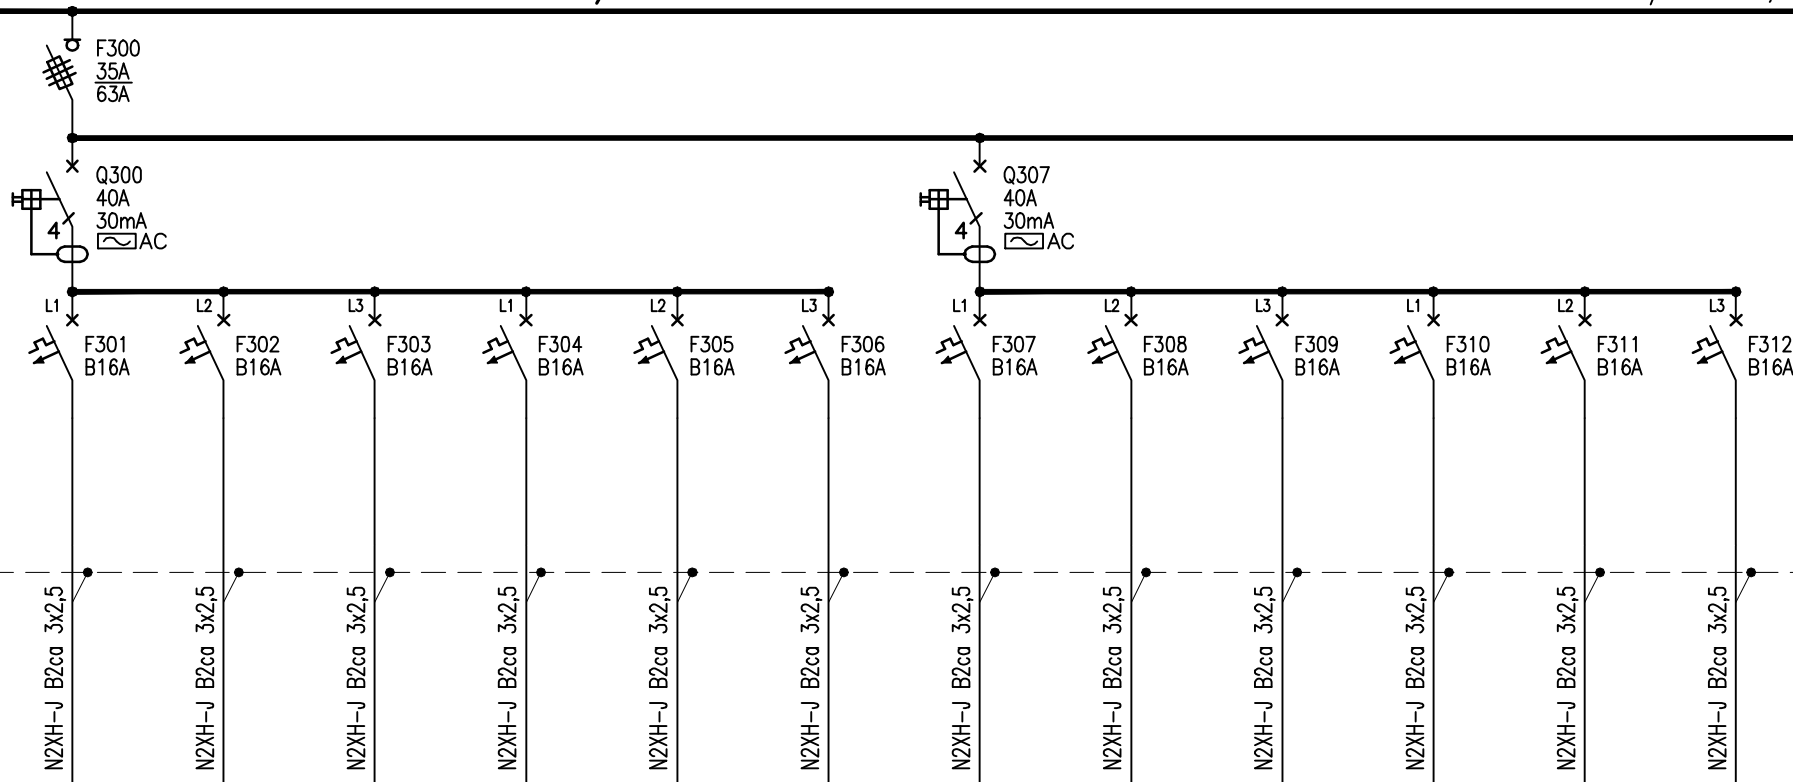 F300
35A
63A
Q300
40A
30mA
4
AC
Q307
40A
30mA
4
AC
L1
L2
L3
L1
L2
L3
L1
L2
L3
L1
L2
L3
F301
B16A
F302
B16A
F303
B16A
F304
B16A
F305
B16A
F306
B16A
F307
B16A
F308
B16A
F309
B16A
F310
B16A
F311
B16A
F312
B16A
N2XH-J B2ca 3x2,5
N2XH-J B2ca 3x2,5
N2XH-J B2ca 3x2,5
N2XH-J B2ca 3x2,5
N2XH-J B2ca 3x2,5
N2XH-J B2ca 3x2,5
N2XH-J B2ca 3x2,5
N2XH-J B2ca 3x2,5
N2XH-J B2ca 3x2,5
N2XH-J B2ca 3x2,5
N2XH-J B2ca 3x2,5
N2XH-J B2ca 3x2,5